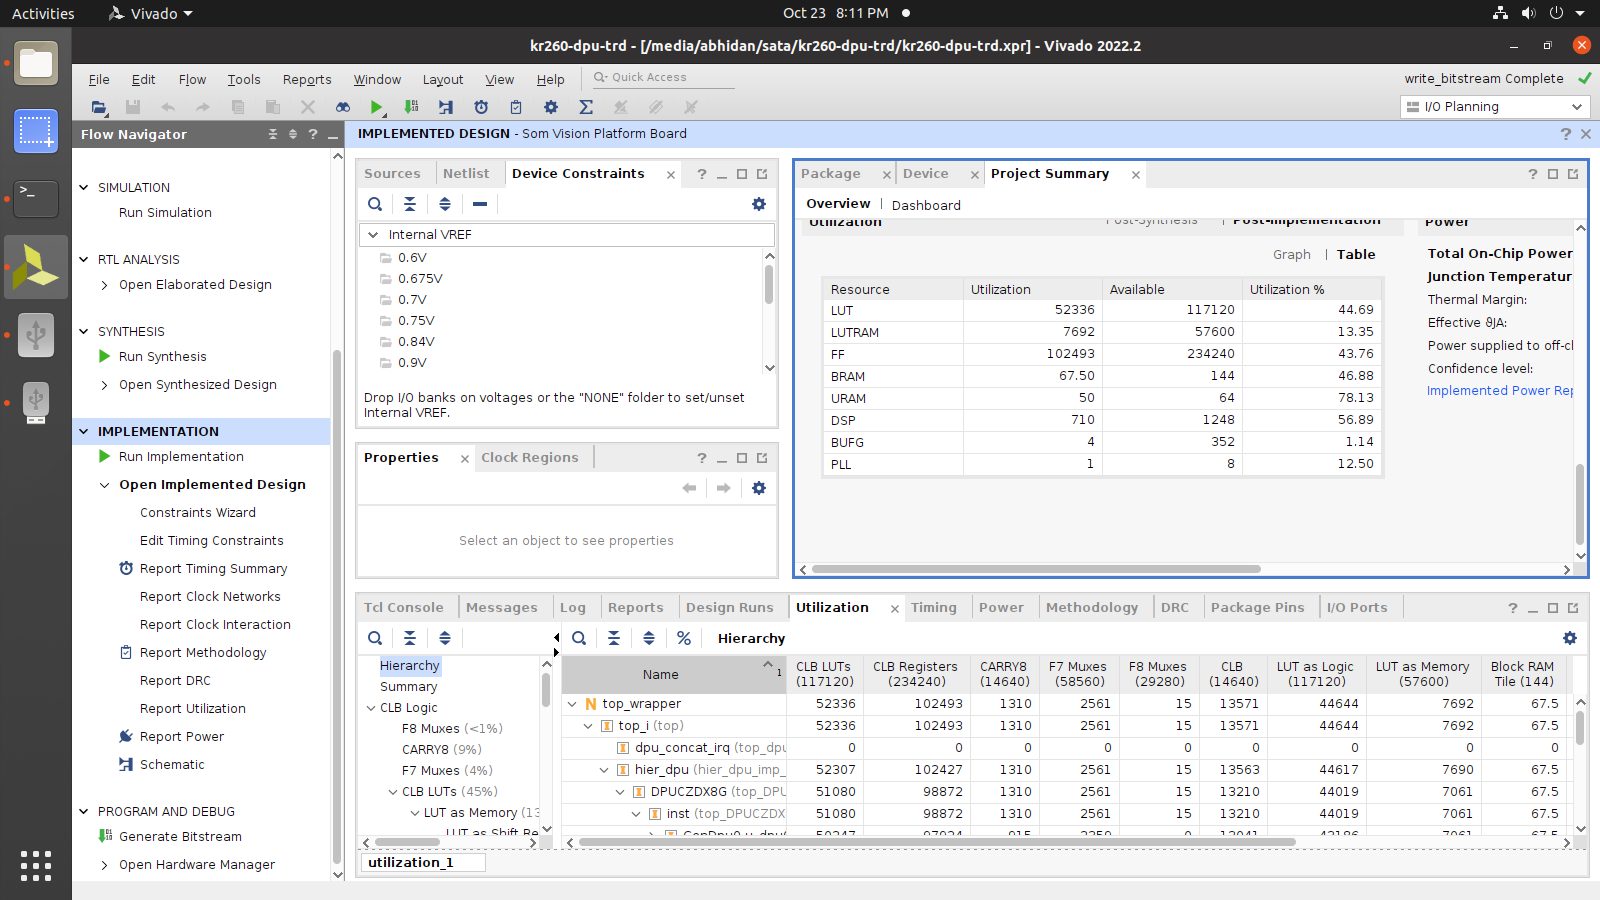 Activities
Vivado
Oct 23 8:11 PM
kr260-dpu-trd - [/media/abhidan/sata/kr260-dpu-trd/kr260-dpu-trd.xpr] - Vivado 2022.2
File Edit Flow Tools Reports Window Layout View Help
Quick Access
write_bitstream Complete
I/O Planning
Flow Navigator
SIMULATION
Run Simulation
RTL ANALYSIS
Open Elaborated Design
SYNTHESIS
Run Synthesis
Open Synthesized Design
IMPLEMENTATION
Run Implementation
Open Implemented Design
Constraints Wizard
Edit Timing Constraints
Report Timing Summary
Report Clock Networks
Report Clock Interaction
Report Methodology
Report DRC
Report Utilization
Report Power
Schematic
PROGRAM AND DEBUG
Generate Bitstream
Open Hardware Manager
IMPLEMENTED DESIGN - Som Vision Platform Board
Sources Netlist Device Constraints
Internal VREF
0.6V
0.675V
0.7V
0.75V
0.84V
0.9V
Drop I/O banks on voltages or the "NONE" folder to set/unset
Internal VREF.
Properties Clock Regions
Select an object to see properties
Package Device Project Summary
Overview | Dashboard
Utilization Post-Synthesis | Post-Implementation
Graph | Table
Resource Utilization Available Utilization %
LUT 52336 117120 44.69
LUTRAM 7692 57600 13.35
FF 102493 234240 43.76
BRAM 67.50 144 46.88
URAM 50 64 78.13
DSP 710 1248 56.89
BUFG 4 352 1.14
PLL 1 8 12.50
Power
Total On-Chip Power
Junction Temperatur
Thermal Margin:
Effective ϑJA:
Power supplied to off-cl
Confidence level:
Implemented Power Rep
Tcl Console Messages Log Reports Design Runs Utilization Timing Power Methodology DRC Package Pins I/O Ports
Hierarchy
Summary
CLB Logic
F8 Muxes (<1%)
CARRY8 (9%)
F7 Muxes (4%)
CLB LUTs (45%)
LUT as Memory (13
LUT as Shift Re
% Hierarchy
Name 1 CLB LUTs (117120) CLB Registers (234240) CARRY8 (14640) F7 Muxes (58560) F8 Muxes (29280) CLB (14640) LUT as Logic (117120) LUT as Memory (57600) Block RAM Tile (144)
N top_wrapper 52336 102493 1310 2561 15 13571 44644 7692 67.5
top_i (top) 52336 102493 1310 2561 15 13571 44644 7692 67.5
dpu_concat_irq (top_dpu 0 0 0 0 0 0 0 0 0
hier_dpu (hier_dpu_imp_ 52307 102427 1310 2561 15 13563 44617 7690 67.5
DPUCZDX8G (top_DPU 51080 98872 1310 2561 15 13210 44019 7061 67.5
inst (top_DPUCZDX 51080 98872 1310 2561 15 13210 44019 7061 67.5
utilization_1